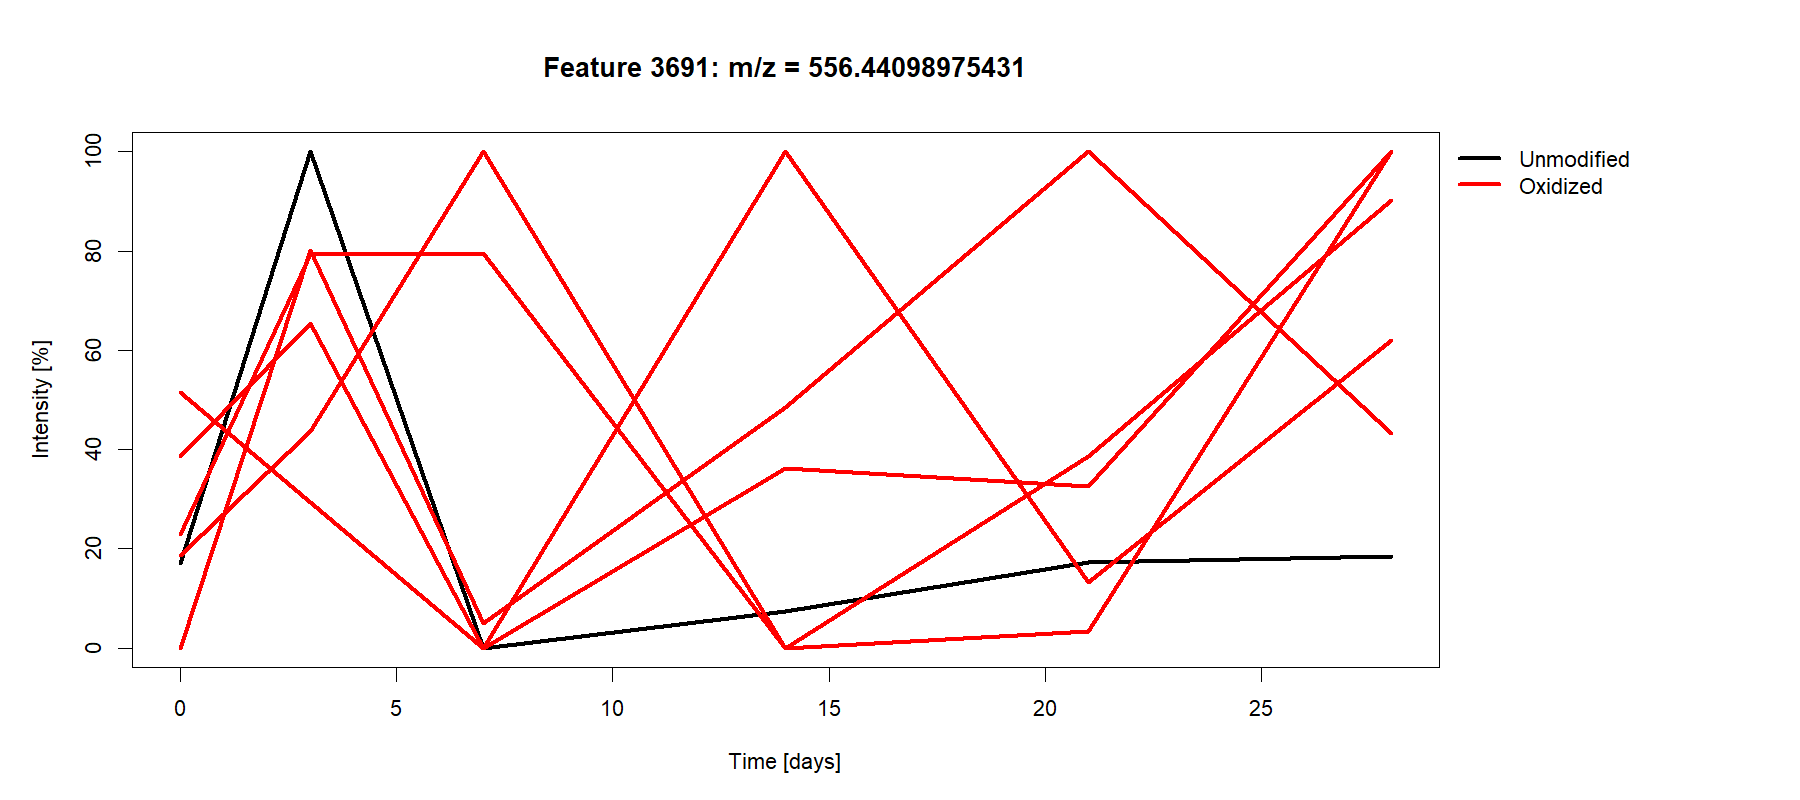 Feature 3691: m/z = 556.44098975431
Unmodified
Oxidized
Intensity [%]
100
80
60
40
20
0
0 5 10 15 20 25
Time [days]